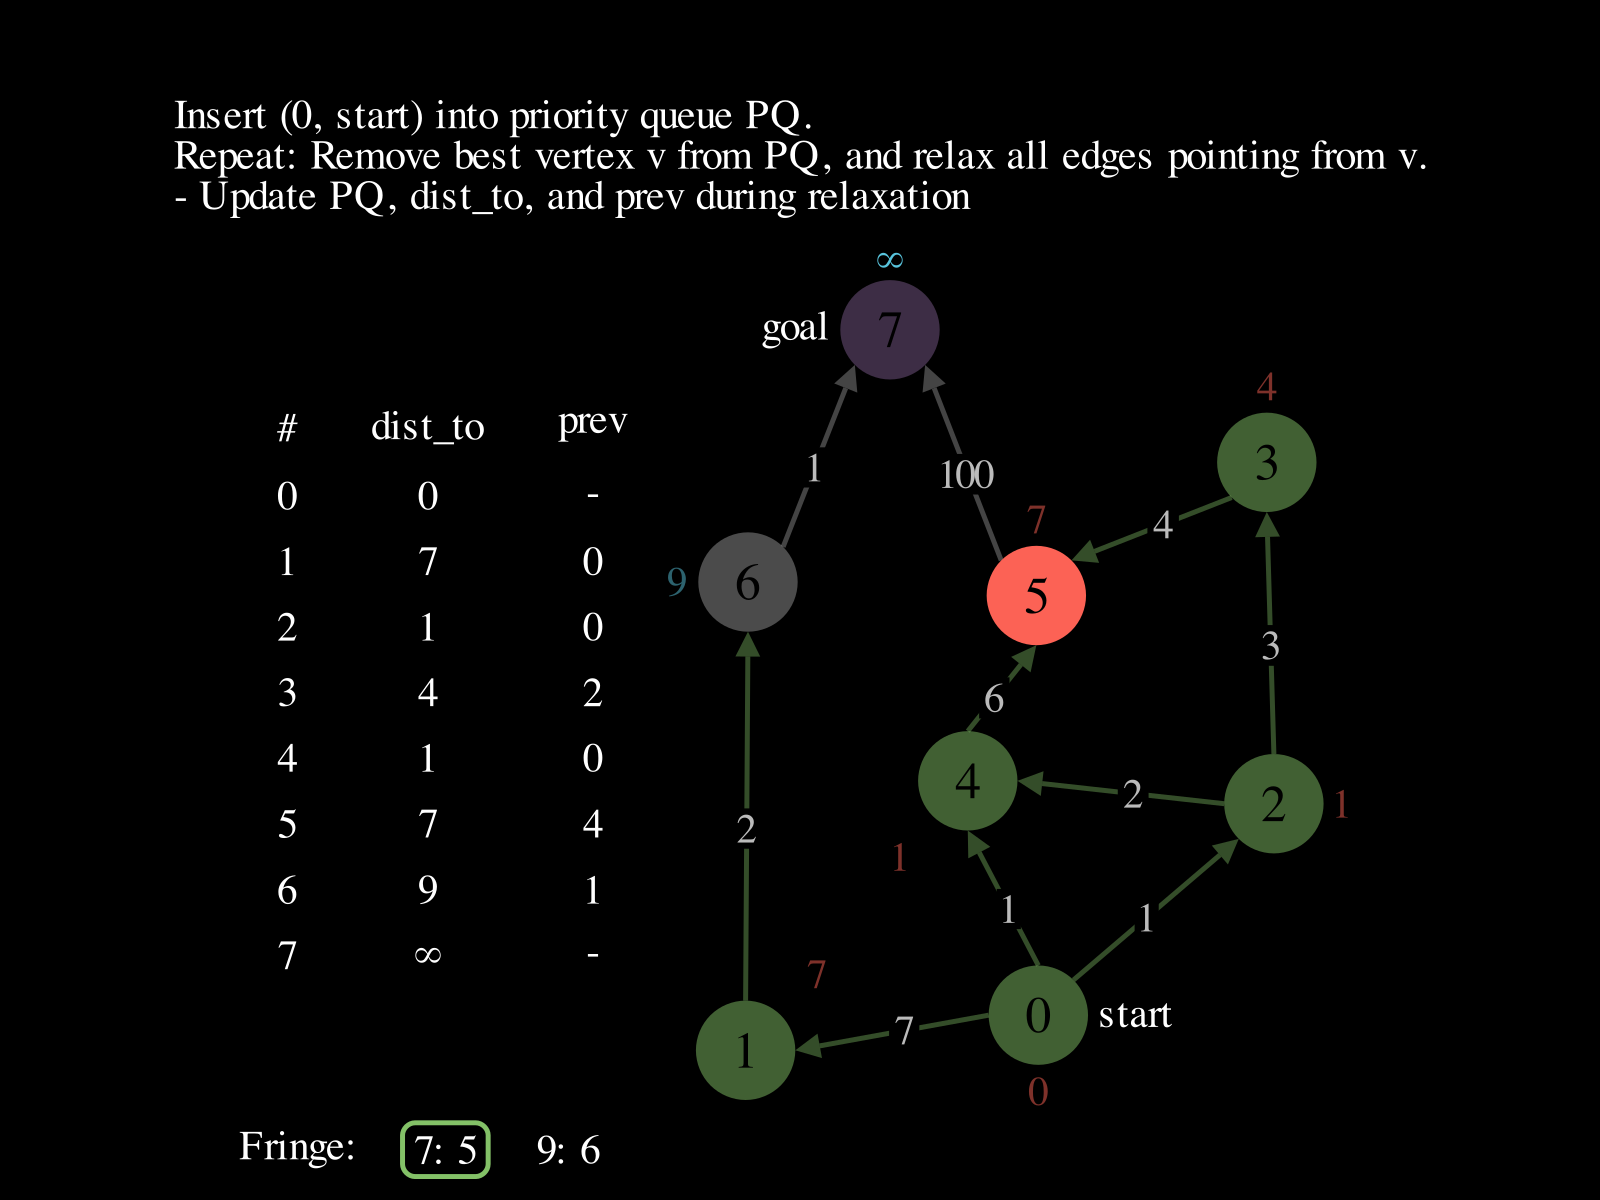 Insert (0, start) into priority queue PQ.
Repeat: Remove best vertex v from PQ, and relax all edges pointing from v.
- Update PQ, dist_to, and prev during relaxation
∞
goal
7
4
3
# dist_to prev
0 0 -
1 7 0
2 1 0
3 4 2
4 1 0
5 7 4
6 9 1
7 ∞ -
1
100
4
7
9
6
5
3
6
4
2
2
1
2
1
1
1
7
7
0
start
1
0
Fringe: 7: 5 9: 6